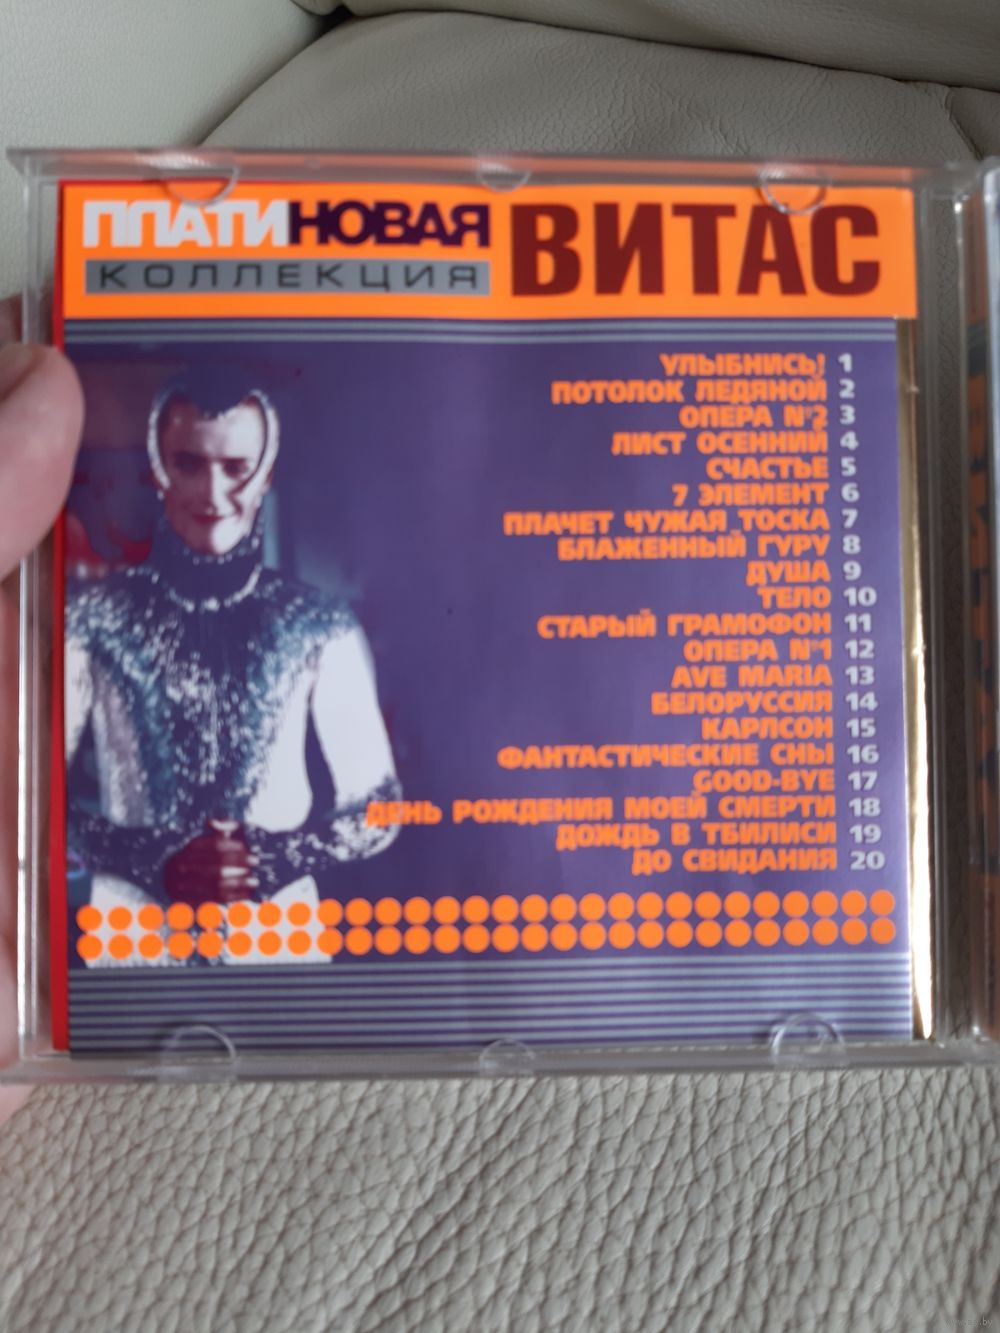 ПЛАТИНОВАЯ
КОЛЛЕКЦИЯ
ВИТАС
УЛЫБНИСЬ! 1
ПОТОЛОК ЛЕДЯНОЙ 2
ОПЕРА №2 3
ЛИСТ ОСЕННИЙ 4
СЧАСТЬЕ 5
7 ЭЛЕМЕНТ 6
ПЛАЧЕТ ЧУЖАЯ ТОСКА 7
БЛАЖЕННЫЙ ГУРУ 8
ДУША 9
ТЕЛО 10
СТАРЫЙ ГРАМОФОН 11
ОПЕРА №1 12
AVE MARIA 13
БЕЛОРУССИЯ 14
КАРЛСОН 15
ФАНТАСТИЧЕСКИЕ СНЫ 16
GOOD-BYE 17
ДЕНЬ РОЖДЕНИЯ МОЕЙ СМЕРТИ 18
ДОЖДЬ В ТБИЛИСИ 19
ДО СВИДАНИЯ 20